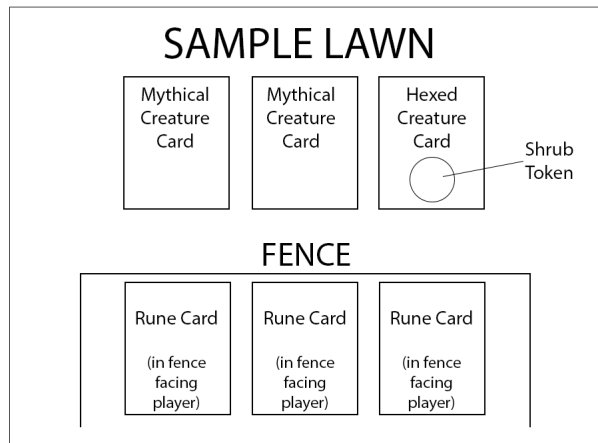 SAMPLE LAWN
Mythical
Creature
Card
Mythical
Creature
Card
Hexed
Creature
Card
Shrub
Token
FENCE
Rune Card
(in fence
facing
player)
Rune Card
(in fence
facing
player)
Rune Card
(in fence
facing
player)